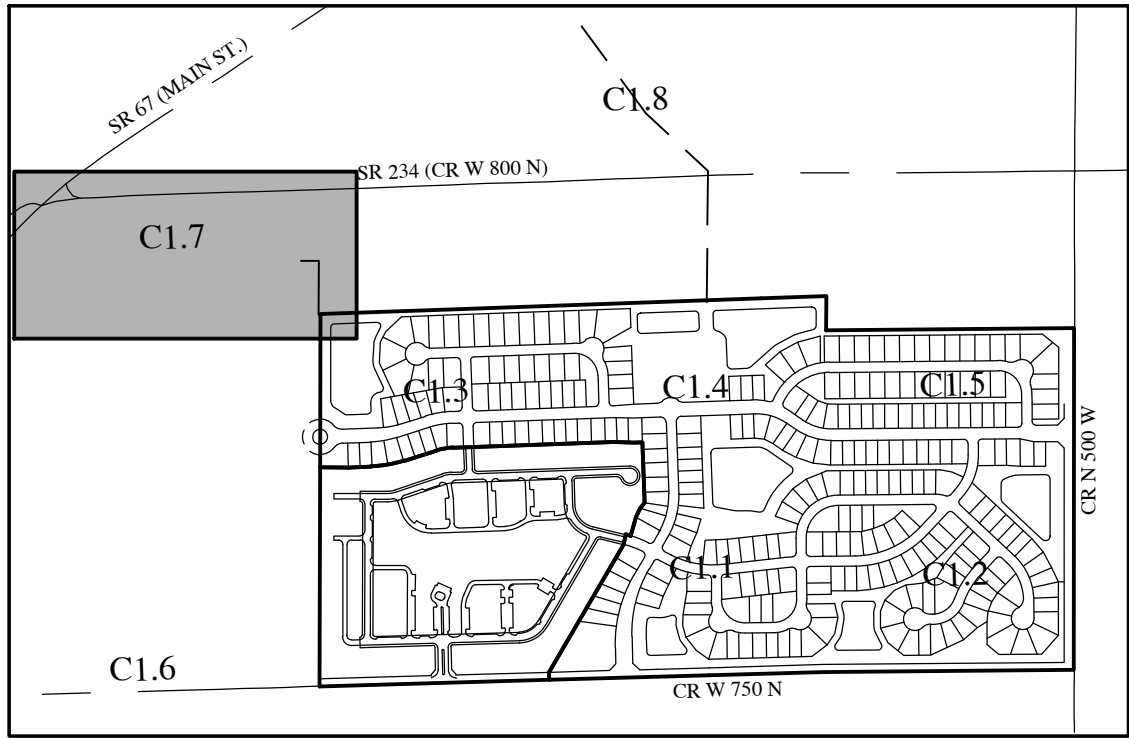 SR 67 (MAIN ST.)
C1.8
SR 234 (CR W 800 N)
C1.7
C1.3
C1.4
C1.5
CR N 500 W
C1.1
C1.2
C1.6
CR W 750 N